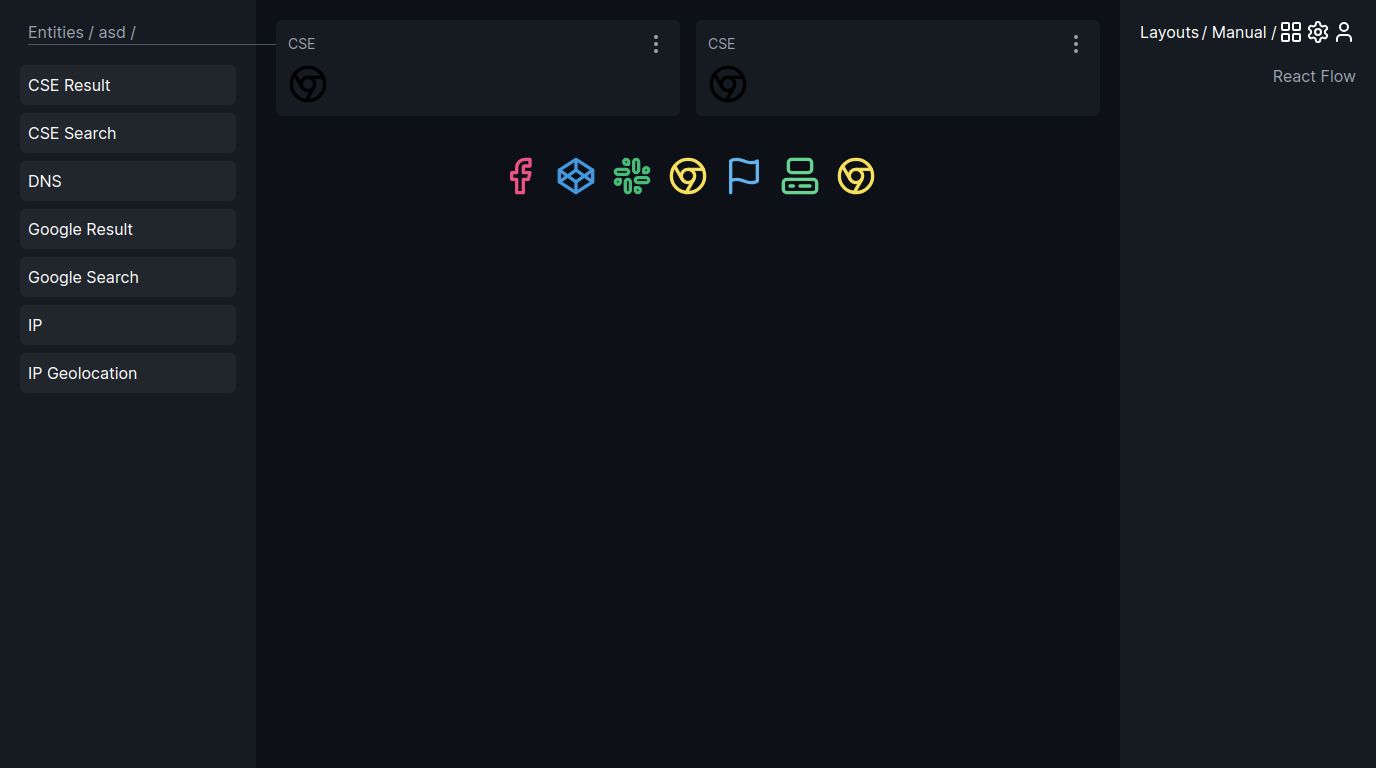 Entities / asd /
CSE Result
CSE Search
DNS
Google Result
Google Search
IP
IP Geolocation
CSE
CSE
Layouts / Manual /
React Flow